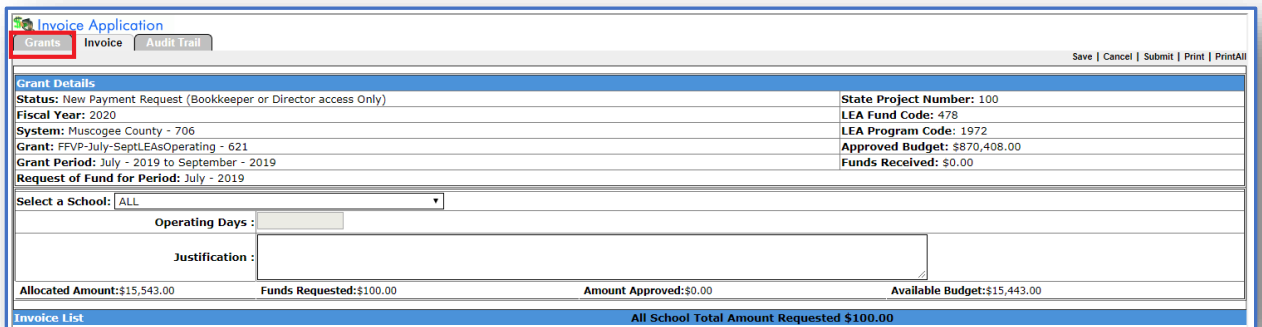 Invoice Application
Grants Invoice Audit Trail
Save | Cancel | Submit | Print | PrintAll
Grant Details
Status: New Payment Request (Bookkeeper or Director access Only) State Project Number: 100
Fiscal Year: 2020 LEA Fund Code: 478
System: Muscogee County - 706 LEA Program Code: 1972
Grant: FFVP-July-SeptLEAsOperating - 621 Approved Budget: $870,408.00
Grant Period: July - 2019 to September - 2019 Funds Received: $0.00
Request of Fund for Period: July - 2019
Select a School: ALL
Operating Days :
Justification :
Allocated Amount:$15,543.00 Funds Requested:$100.00 Amount Approved:$0.00 Available Budget:$15,443.00
Invoice List All School Total Amount Requested $100.00